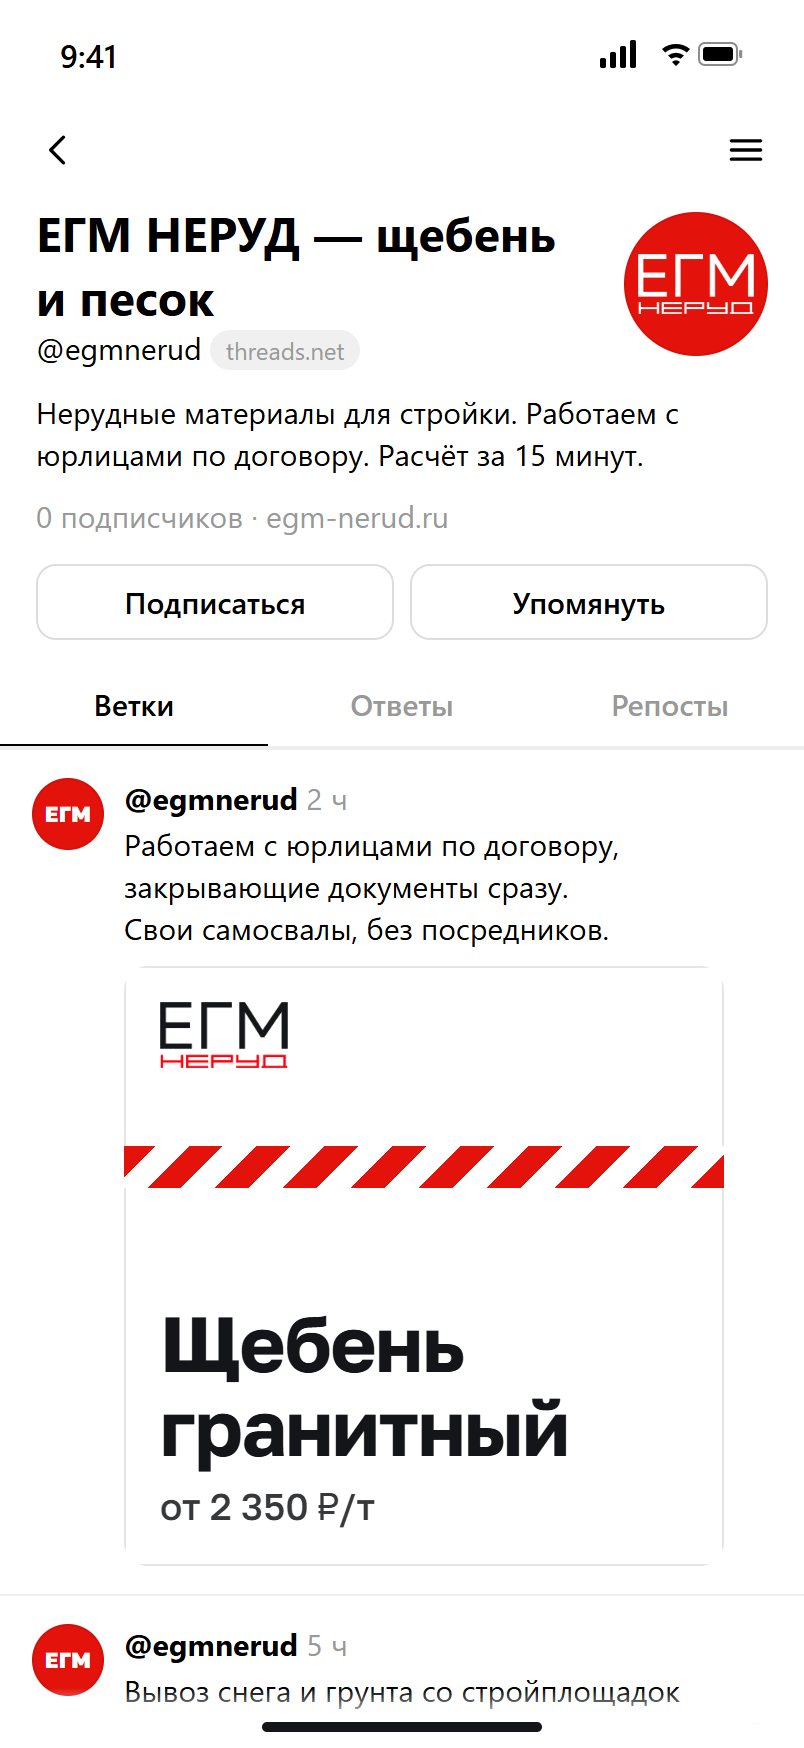 9:41
ЕГМ НЕРУД — щебень
и песок
ЕГМ
НЕРУД
@egmnerud threads.net
Нерудные материалы для стройки. Работаем с
юрлицами по договору. Расчёт за 15 минут.
0 подписчиков · egm-nerud.ru
Подписаться Упомянуть
Ветки Ответы Репосты
ЕГМ
@egmnerud 2 ч
Работаем с юрлицами по договору,
закрывающие документы сразу.
Свои самосвалы, без посредников.
ЕГМ
НЕРУД
Щебень
гранитный
от 2 350 ₽/т
ЕГМ
@egmnerud 5 ч
Вывоз снега и грунта со стройплощадок